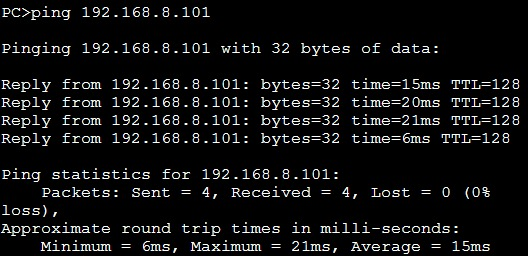 PC>ping 192.168.8.101
Pinging 192.168.8.101 with 32 bytes of data:
Reply from 192.168.8.101: bytes=32 time=15ms TTL=128
Reply from 192.168.8.101: bytes=32 time=20ms TTL=128
Reply from 192.168.8.101: bytes=32 time=21ms TTL=128
Reply from 192.168.8.101: bytes=32 time=6ms TTL=128
Ping statistics for 192.168.8.101:
    Packets: Sent = 4, Received = 4, Lost = 0 (0%
loss),
Approximate round trip times in milli-seconds:
    Minimum = 6ms, Maximum = 21ms, Average = 15ms